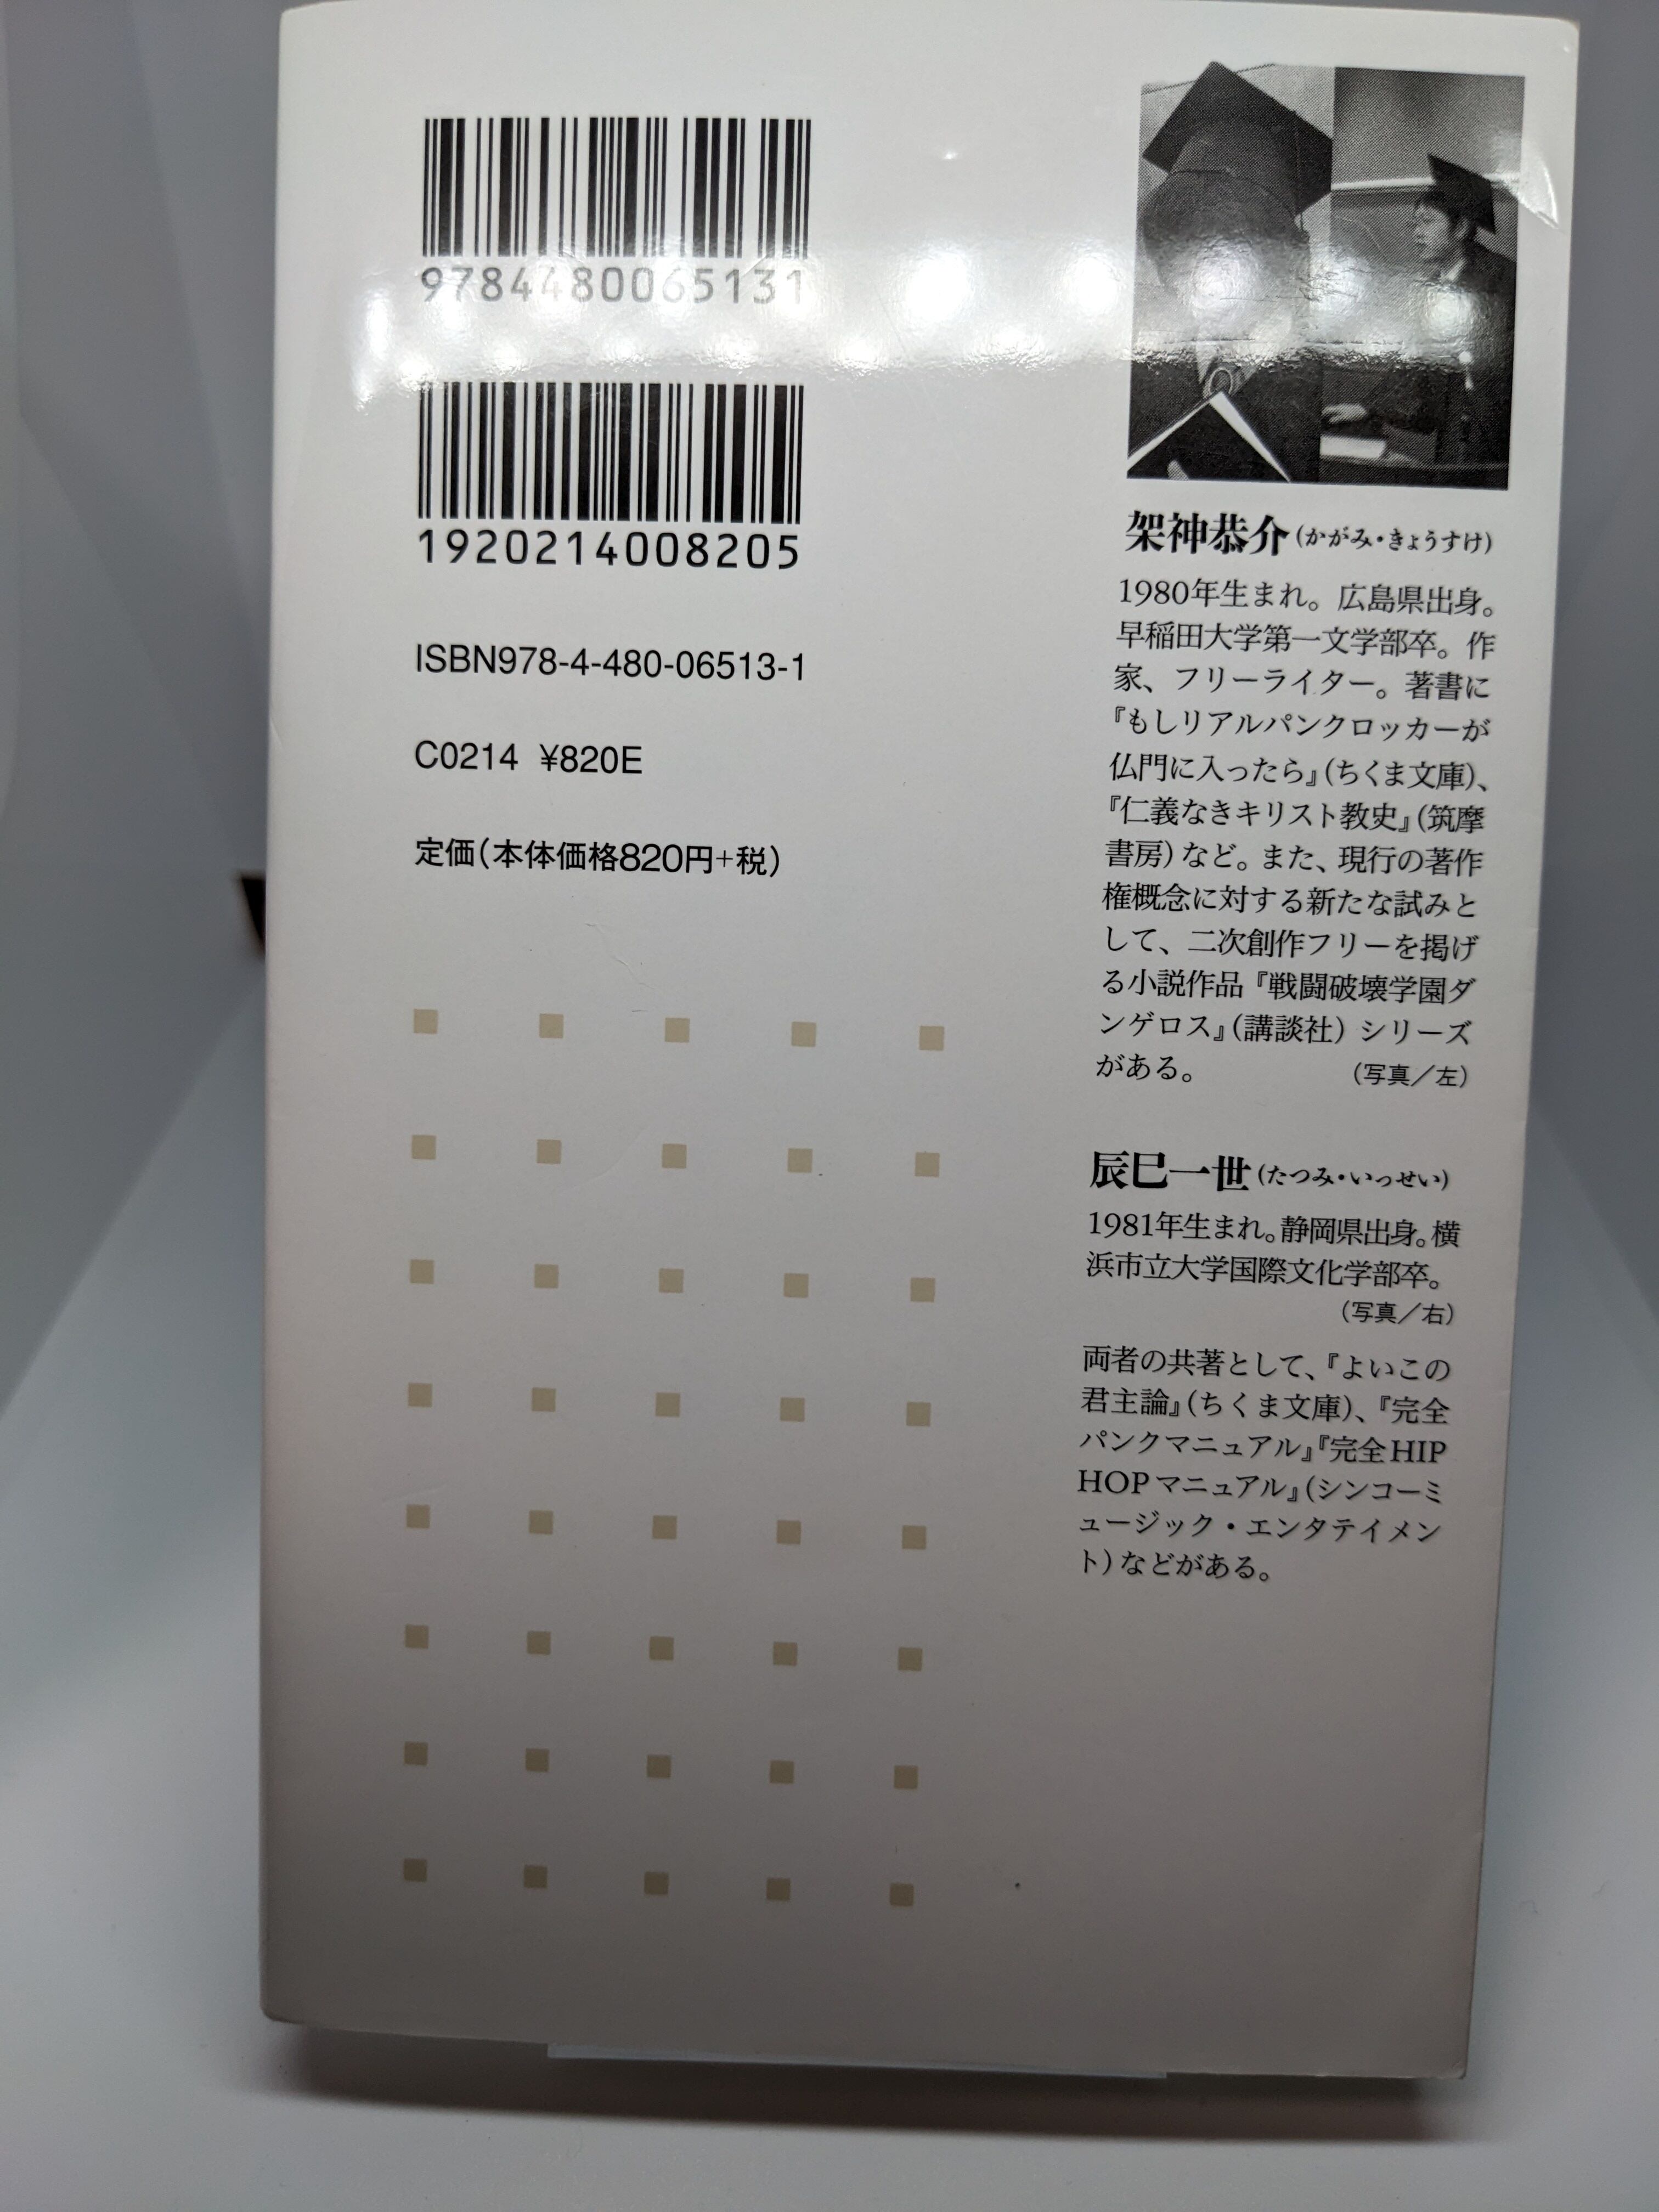 9784480065131
1920214008205
ISBN978-4-480-06513-1
C0214 ¥820E
定価(本体価格820円+税)
架神恭介(かがみ・きょうすけ)
1980年生まれ。広島県出身。
早稲田大学第一文学部卒。作
家、フリーライター。著書に
『もしリアルパンクロッカーが
仏門に入ったら』(ちくま文庫)、
『仁義なきキリスト教史』(筑摩
書房)など。また、現行の著作
権概念に対する新たな試みと
して、二次創作フリーを掲げ
る小説作品『戦闘破壊学園ダ
ンゲロス』(講談社)シリーズ
がある。 (写真/左)
辰巳一世(たつみ・いっせい)
1981年生まれ。静岡県出身。横
浜市立大学国際文化学部卒。
(写真/右)
両者の共著として、『よいこの
君主論』(ちくま文庫)、『完全
パンクマニュアル』『完全HIP
HOPマニュアル』(シンコーミ
ュージック・エンタテイメン
ト)などがある。